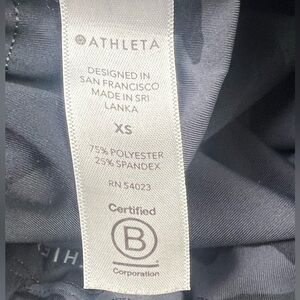 ATHLETA
DESIGNED IN
SAN FRANCISCO
MADE IN SRI
LANKA
XS
75% POLYESTER
25% SPANDEX
RN 54023
Certified
B
Corporation